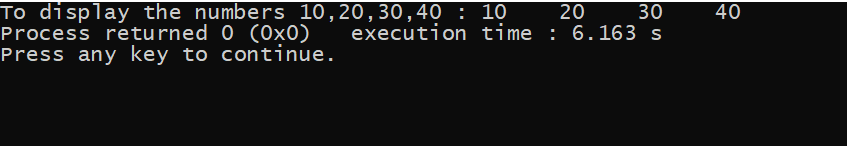 To display the numbers 10,20,30,40 : 10    20    30    40
Process returned 0 (0x0)   execution time : 6.163 s
Press any key to continue.